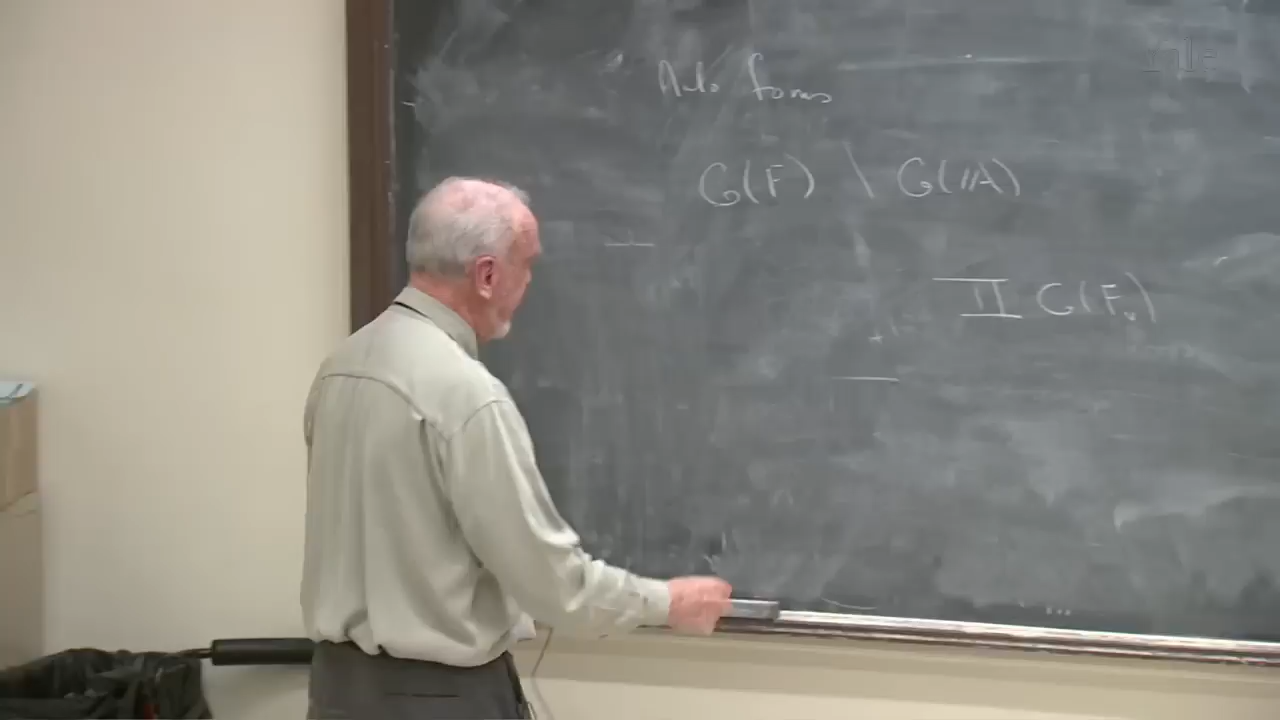 Auto forms
G(F) \ G(𝔸)
∏ G(F_v)